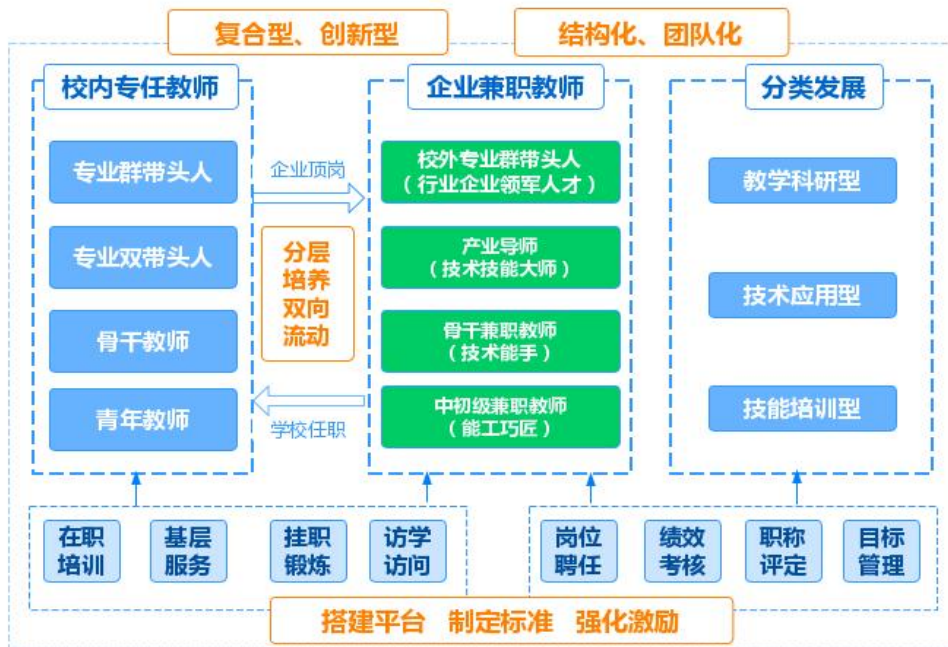 复合型、创新型
结构化、团队化
校内专任教师
企业兼职教师
分类发展
专业群带头人
专业双带头人
骨干教师
青年教师
企业顶岗
分层
培养
双向
流动
学校任职
校外专业群带头人
（行业企业领军人才）
产业导师
（技术技能大师）
骨干兼职教师
（技术能手）
中初级兼职教师
（能工巧匠）
教学科研型
技术应用型
技能培训型
在职
培训
基层
服务
挂职
锻炼
访学
访问
岗位
聘任
绩效
考核
职称
评定
目标
管理
搭建平台 制定标准 强化激励